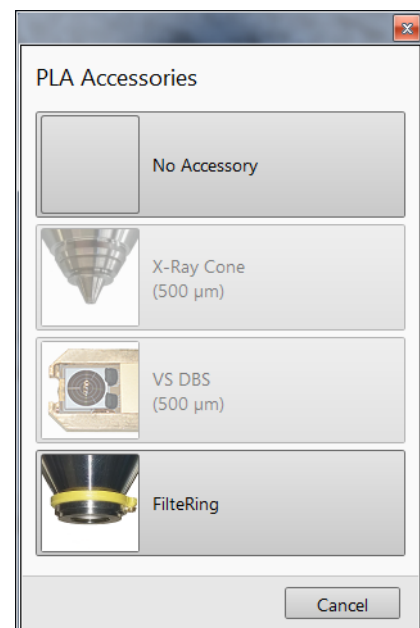 PLA Accessories
No Accessory
X-Ray Cone
(500 µm)
VS DBS
(500 µm)
FilteRing
Cancel